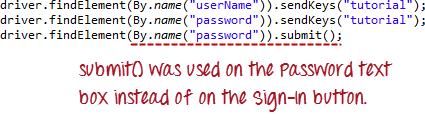 driver.findElement(By.name("userName")).sendKeys("tutorial");
driver.findElement(By.name("password")).sendKeys("tutorial");
driver.findElement(By.name("password")).submit();
submit() was used on the password text
box instead of on the sign-in button.